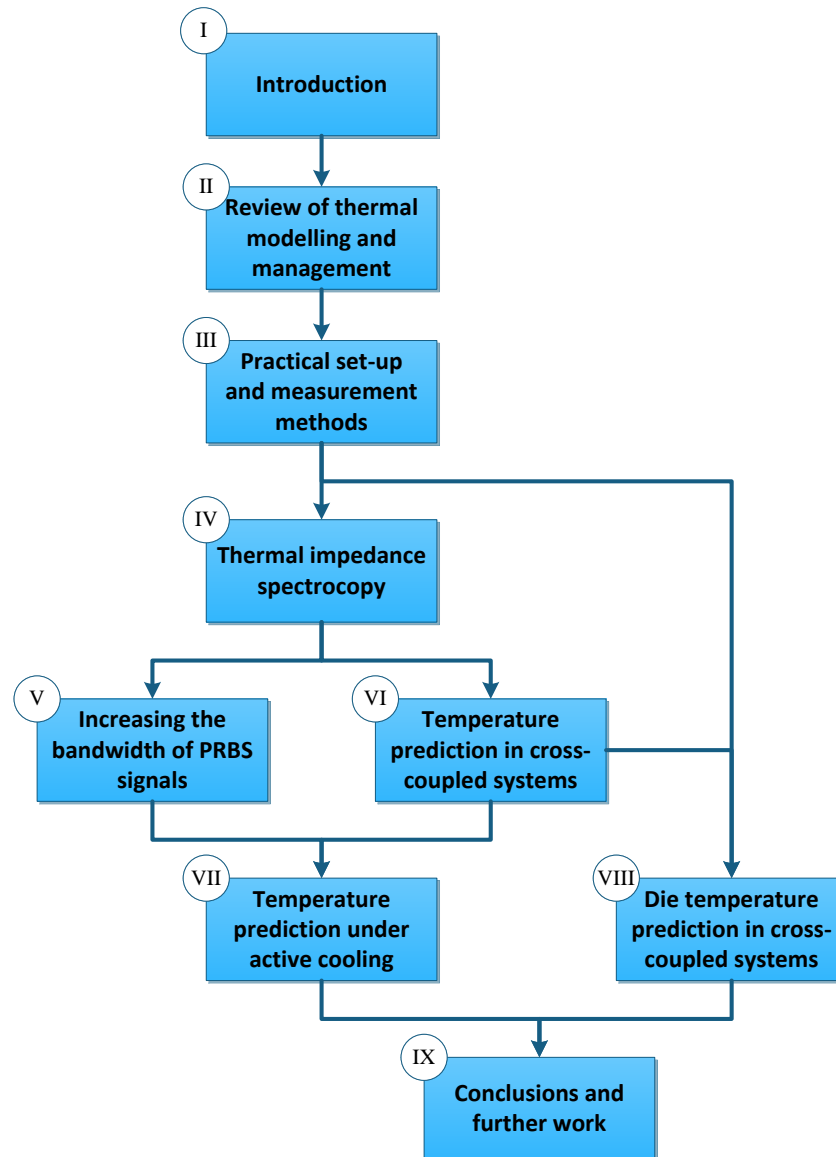 I
Introduction
II
Review of thermal
modelling and
management
III
Practical set-up
and measurement
methods
IV
Thermal impedance
spectrocopy
V
Increasing the
bandwidth of PRBS
signals
VI
Temperature
prediction in cross-
coupled systems
VII
Temperature
prediction under
active cooling
VIII
Die temperature
prediction in cross-
coupled systems
IX
Conclusions and
further work